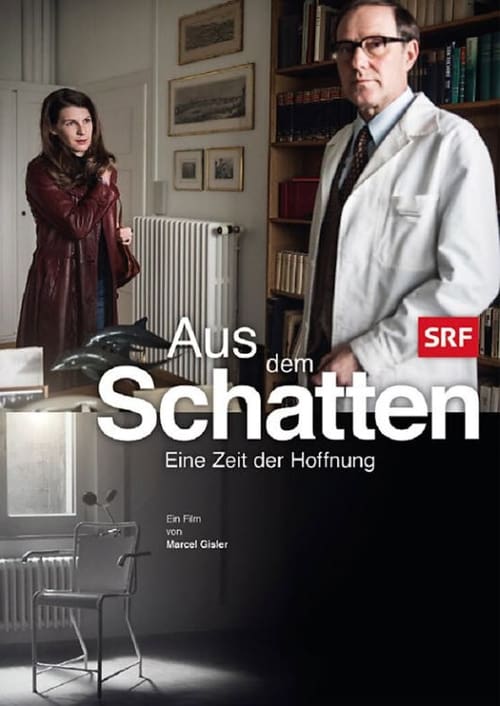 Aus
dem
SRF
Schatten
Eine Zeit der Hoffnung
Ein Film
von
Marcel Gisler